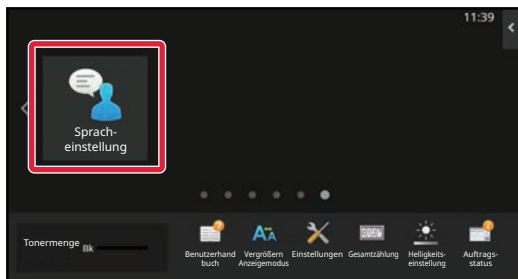 11:39
Sprach-
einstellung
Tonermenge Bk
Benutzerhand
buch
Vergrößern
Anzeigemodus
Einstellungen
Gesamtzählung
Helligkeits-
einstellung
Auftrags-
status